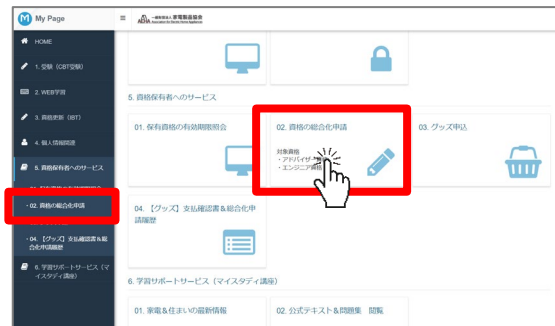 My Page
一般財団法人 家電製品協会
AEHA Association for Electric Home Appliances
HOME
1. 受験（CBT受験）
2. WEB学習
3. 資格更新（IBT）
4. 個人情報関連
5. 資格保有者へのサービス
・02. 資格の総合化申請
・04. 【グッズ】支払確認書＆総
合化申請履歴
6. 学習サポートサービス（マ
イスタディ講座）
5. 資格保有者へのサービス
01. 保有資格の有効期限照会
02. 資格の総合化申請
対象資格
・アドバイザー
・エンジニア資格
03. グッズ申込
04. 【グッズ】支払確認書＆総合化申
請履歴
6. 学習サポートサービス（マイスタディ講座）
01. 家電＆住まいの最新情報
02. 公式テキスト＆問題集 閲覧